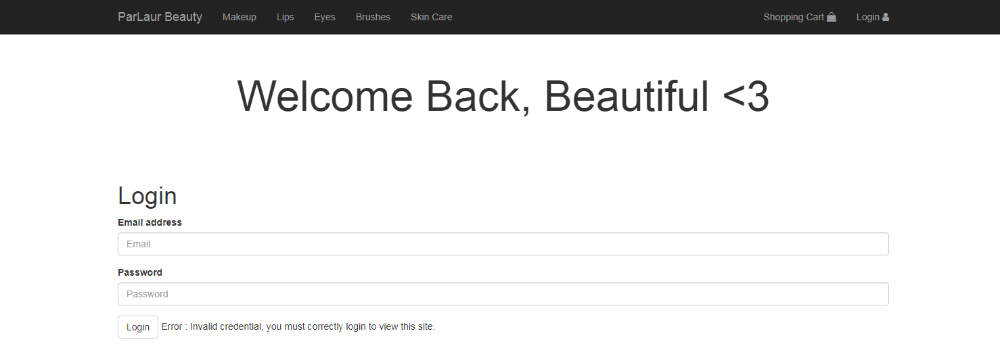 ParLaur Beauty Makeup Lips Eyes Brushes Skin Care Shopping Cart Login
Welcome Back, Beautiful <3
Login
Email address
Email
Password
Password
Login Error : Invalid credential, you must correctly login to view this site.